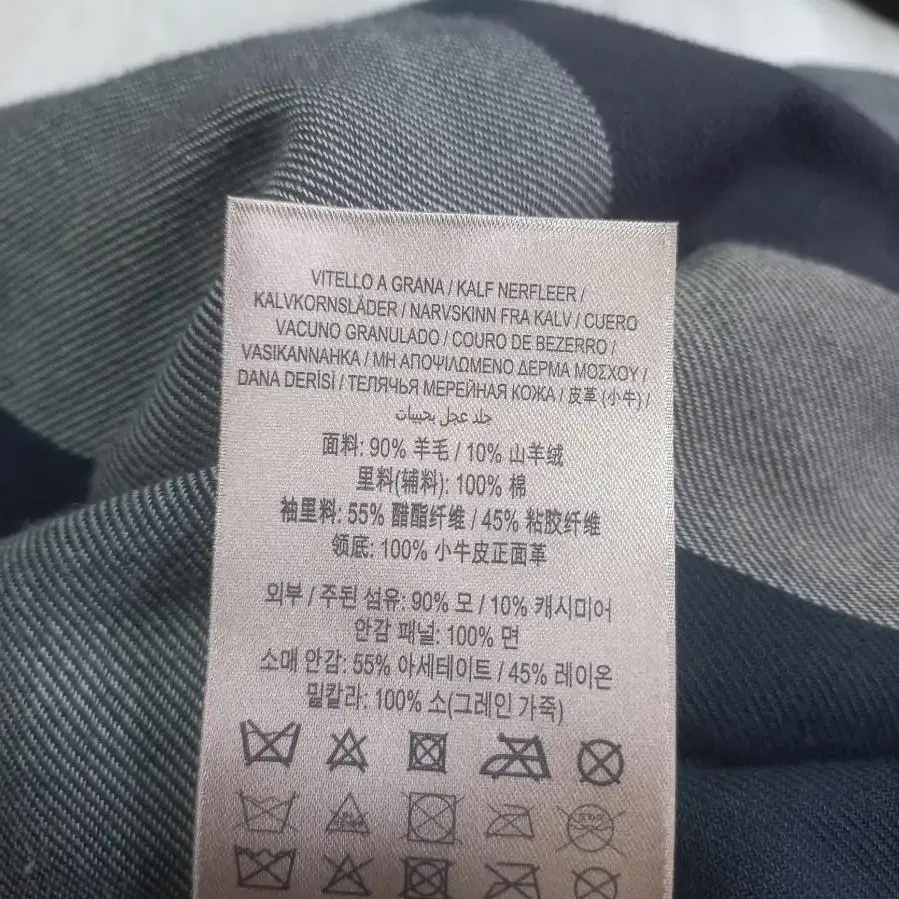 VITELLO A GRANA / KALF NERFLEER /
KALVKORNSLÄDER / NARVSKINN FRA KALV / CUERO
VACUNO GRANULADO / COURO DE BEZERRO /
VASIKANNAHKA / ΜΗ ΑΠΟΨΙΛΩΜΕΝΟ ΔΕΡΜΑ ΜΟΣΧΟΥ /
DANA DERİSİ / ТЕЛЯЧЬЯ МЕРЕЙНАЯ КОЖА / 皮革 (小牛) /
جلد عجل بحبيبات
面料: 90% 羊毛 / 10% 山羊绒
里料(辅料): 100% 棉
袖里料: 55% 醋酯纤维 / 45% 粘胶纤维
领底: 100% 小牛皮正面革
외부 / 주된 섬유: 90% 모 / 10% 캐시미어
안감 패널: 100% 면
소매 안감: 55% 아세테이트 / 45% 레이온
밑칼라: 100% 소(그레인 가죽)